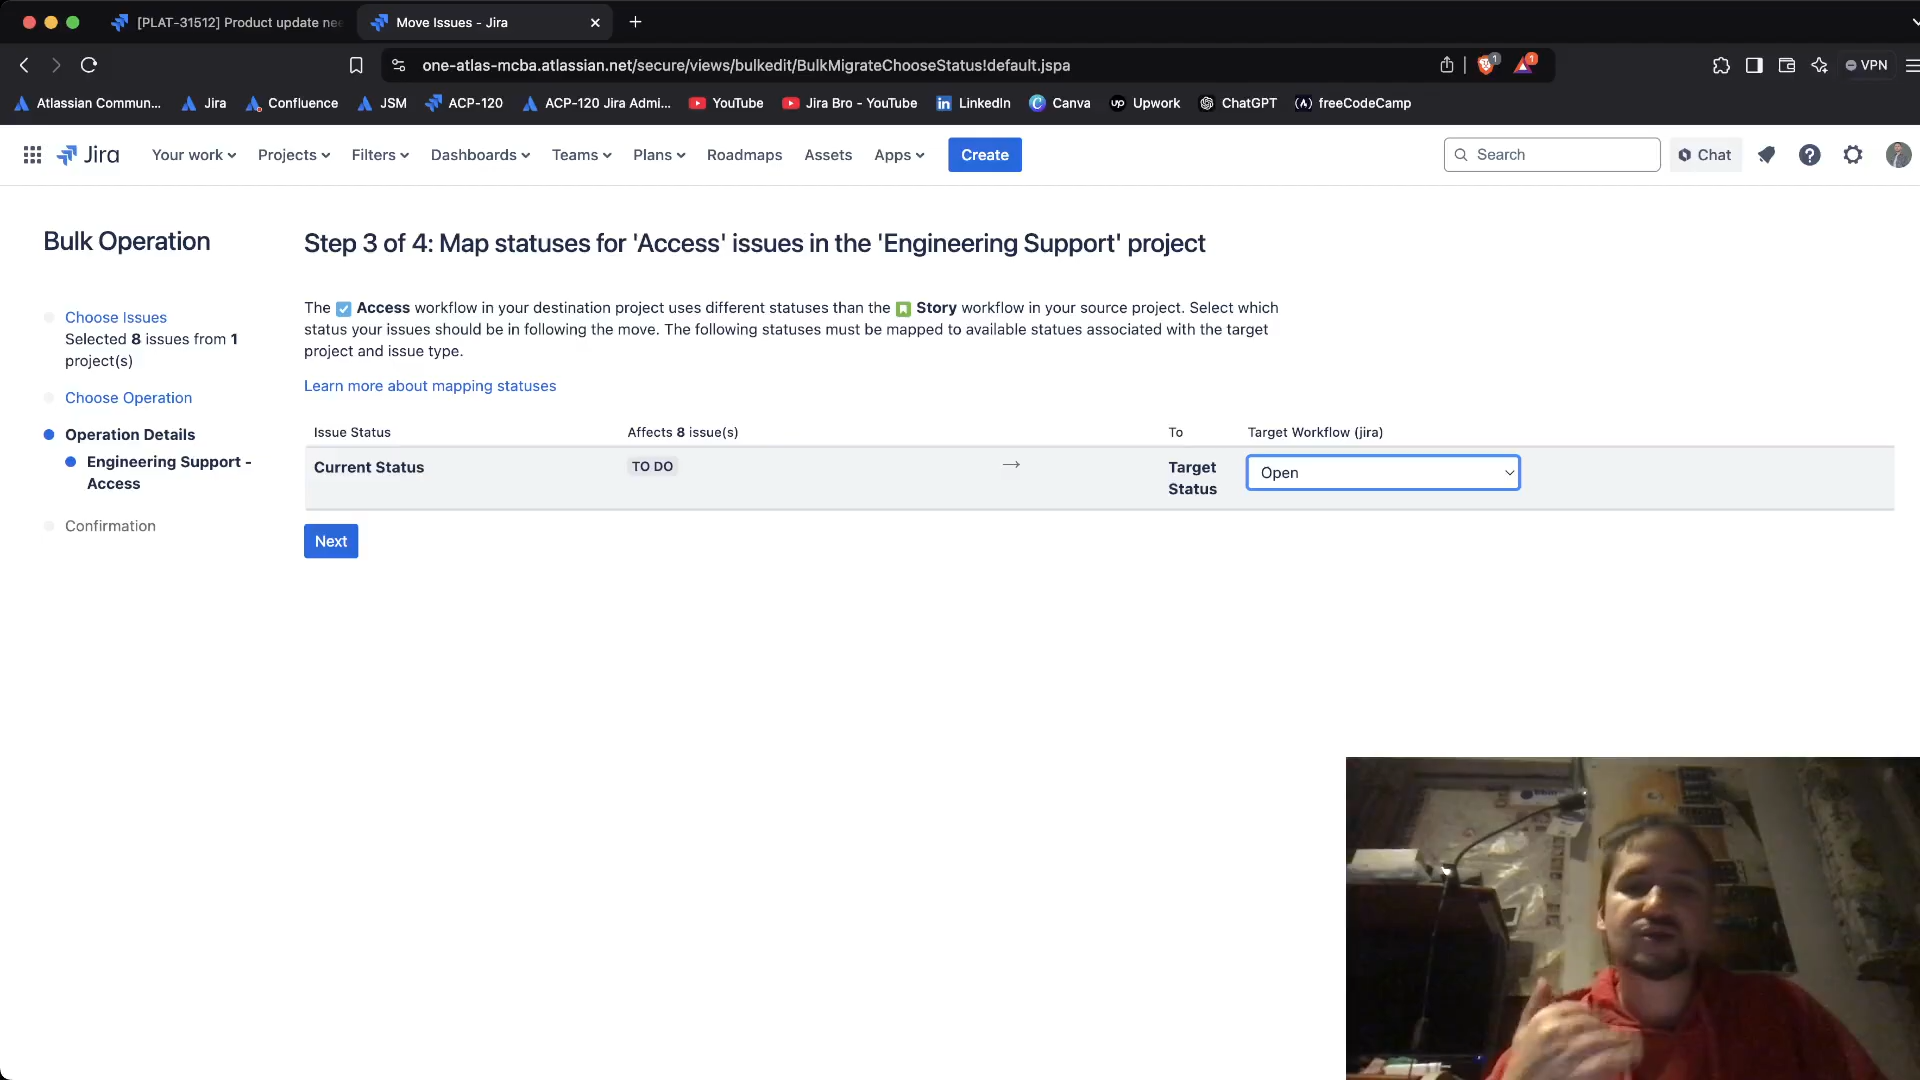 [PLAT-31512] Product update nee
Move Issues - Jira
one-atlas-mcba.atlassian.net/secure/views/bulkedit/BulkMigrateChooseStatus!default.jspa
1
1
VPN
Atlassian Commun...
Jira
Confluence
JSM
ACP-120
ACP-120 Jira Admi...
YouTube
Jira Bro - YouTube
LinkedIn
Canva
Upwork
ChatGPT
freeCodeCamp
Jira
Your work
Projects
Filters
Dashboards
Teams
Plans
Roadmaps
Assets
Apps
Create
Search
Chat
Bulk Operation
Choose Issues
Selected 8 issues from 1
project(s)
Choose Operation
Operation Details
Engineering Support -
Access
Confirmation
Step 3 of 4: Map statuses for 'Access' issues in the 'Engineering Support' project
The Access workflow in your destination project uses different statuses than the Story workflow in your source project. Select which
status your issues should be in following the move. The following statuses must be mapped to available statues associated with the target
project and issue type.
Learn more about mapping statuses
Issue Status
Affects 8 issue(s)
To
Target Workflow (jira)
Current Status
TO DO
→
Target
Status
Open
Next